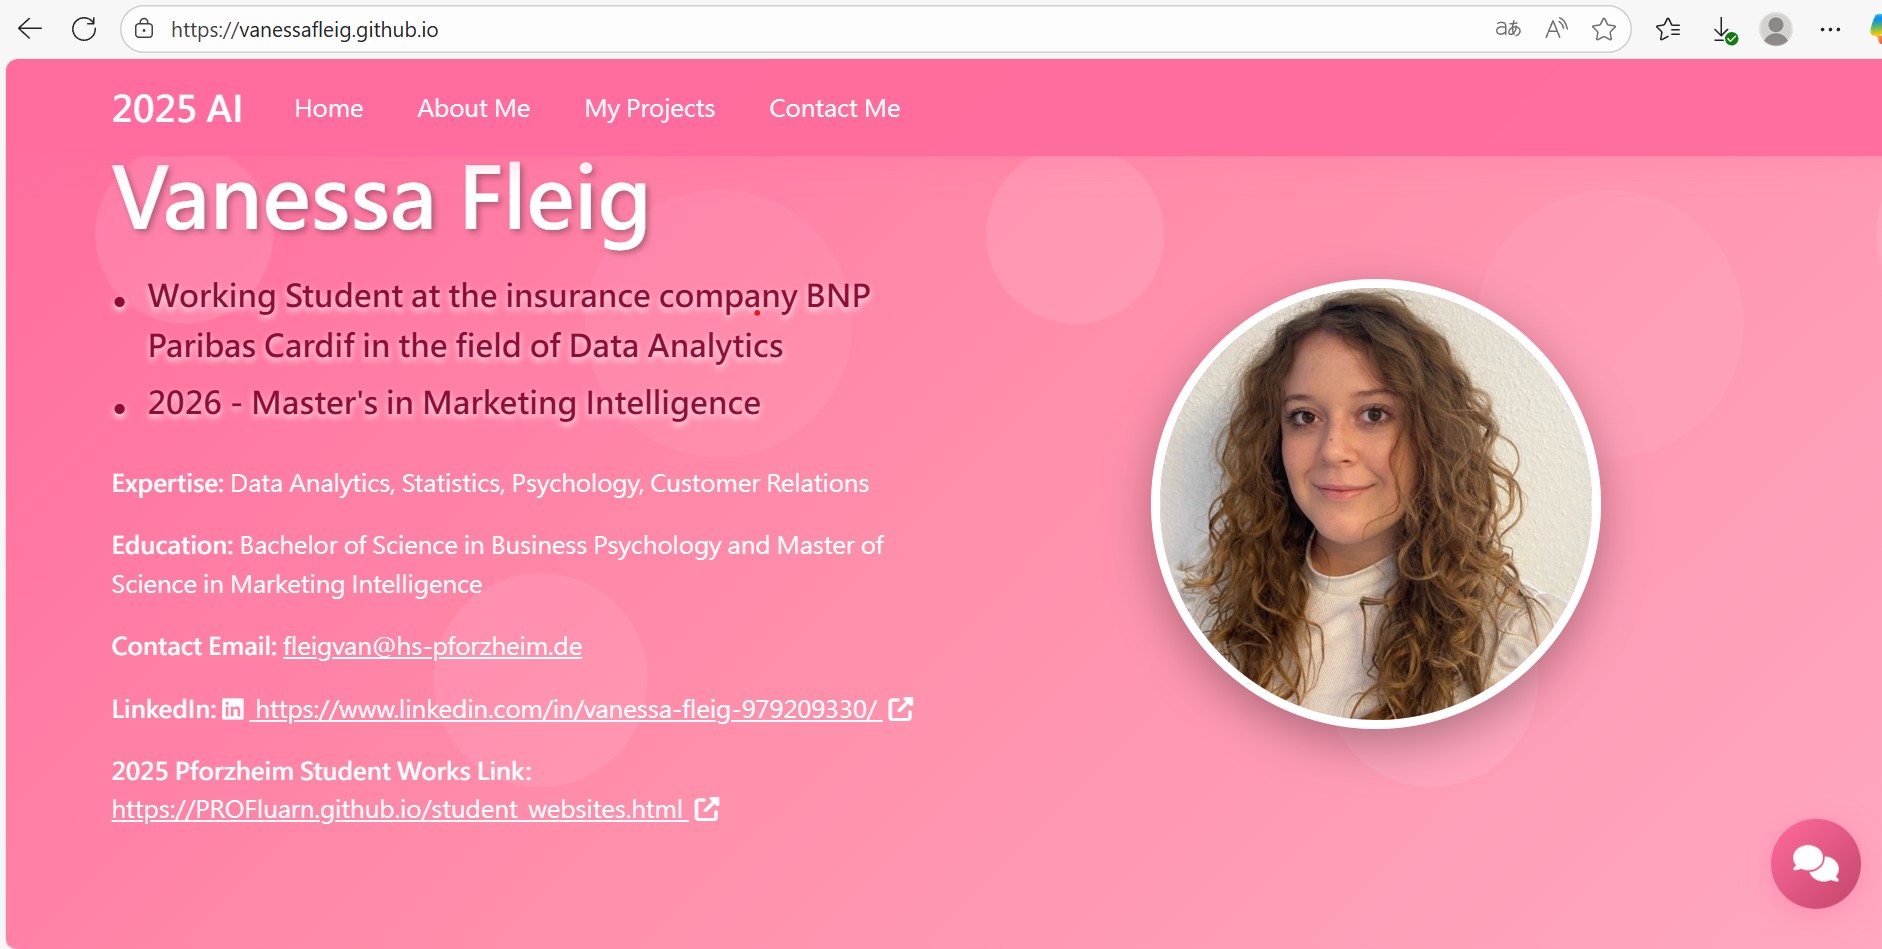 https://vanessafleig.github.io
2025 AI Home About Me My Projects Contact Me
Vanessa Fleig
• Working Student at the insurance company BNP
Paribas Cardif in the field of Data Analytics
• 2026 - Master's in Marketing Intelligence
Expertise: Data Analytics, Statistics, Psychology, Customer Relations
Education: Bachelor of Science in Business Psychology and Master of
Science in Marketing Intelligence
Contact Email: fleigvan@hs-pforzheim.de
LinkedIn: in https://www.linkedin.com/in/vanessa-fleig-979209330/
2025 Pforzheim Student Works Link:
https://PROFluarn.github.io/student_websites.html